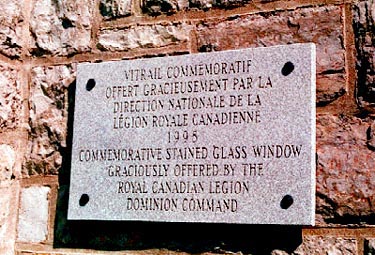 VITRAIL COMMEMORATIF
OFFERT GRACIEUSEMENT PAR LA
DIRECTION NATIONALE DE LA
LÉGION ROYALE CANADIENNE
1998
COMMEMORATIVE STAINED GLASS WINDOW
GRACIOUSLY OFFERED BY THE
ROYAL CANADIAN LEGION
DOMINION COMMAND